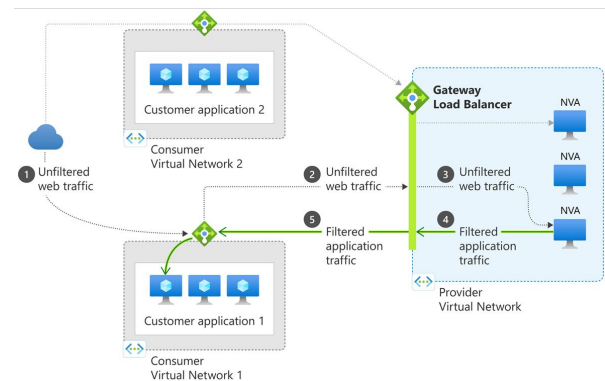 Customer application 2
Consumer
Virtual Network 2
Gateway
Load Balancer
NVA
1 Unfiltered
web traffic
2 Unfiltered
web traffic
3 Unfiltered
web traffic
NVA
NVA
5
Filtered
application
traffic
4
Filtered
application
traffic
Customer application 1
Consumer
Virtual Network 1
Provider
Virtual Network